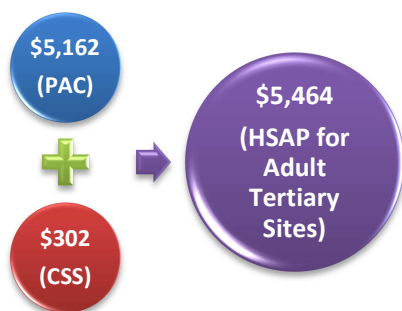 $5,162
(PAC)
$302
(CSS)
$5,464
(HSAP for
Adult
Tertiary
Sites)